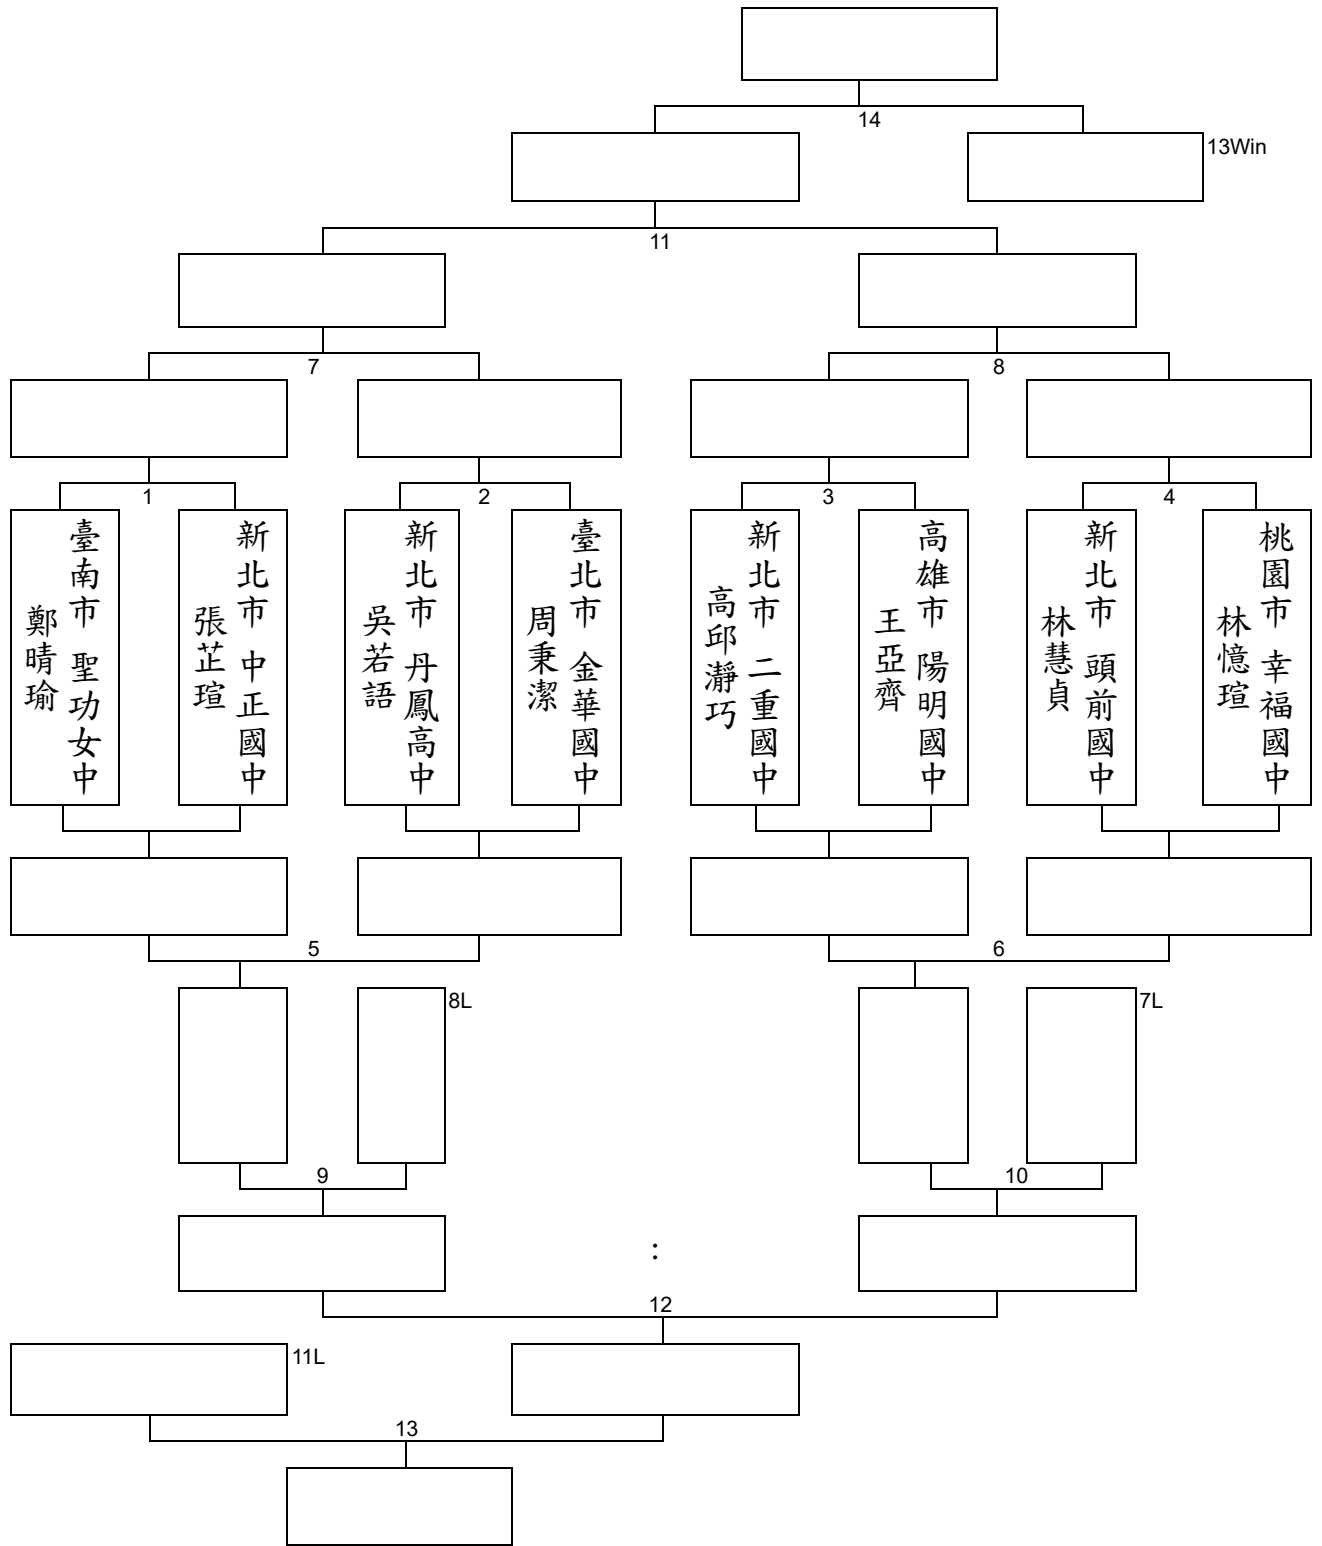 14
13Win
11
7
8
1
2
3
4
臺南市 聖功女中
鄭晴瑜
新北市 中正國中
張芷瑄
新北市 丹鳳高中
吳若語
臺北市 金華國中
周秉潔
新北市 二重國中
高邱瀞巧
高雄市 陽明國中
王亞齊
新北市 頭前國中
林慧貞
桃園市 幸福國中
林憶瑄
5
6
8L
7L
9
10
:
12
11L
13